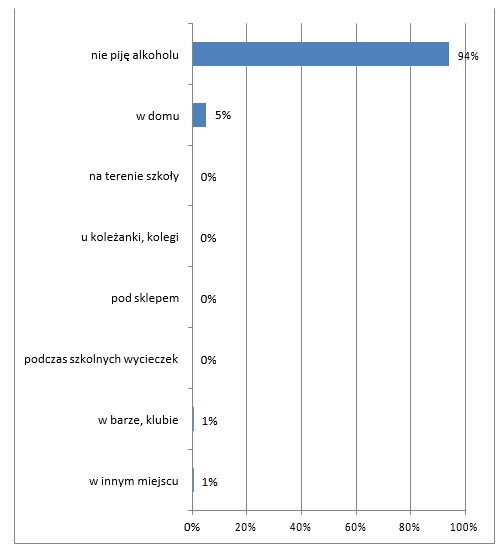 nie piję alkoholu 94%
w domu 5%
na terenie szkoły 0%
u koleżanki, kolegi 0%
pod sklepem 0%
podczas szkolnych wycieczek 0%
w barze, klubie 1%
w innym miejscu 1%
0% 20% 40% 60% 80% 100%